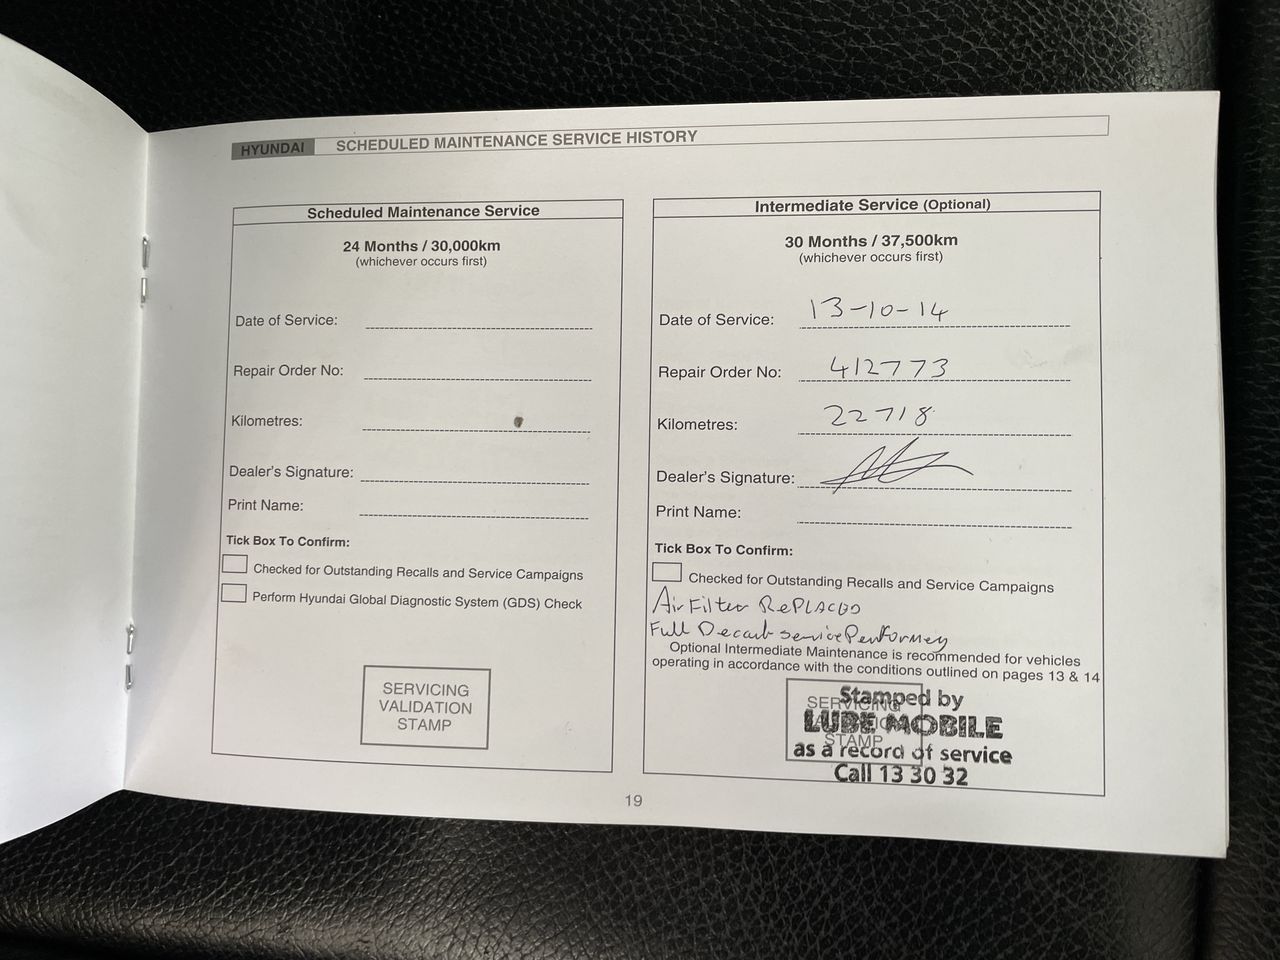 HYUNDAI SCHEDULED MAINTENANCE SERVICE HISTORY
Scheduled Maintenance Service
24 Months / 30,000km
(whichever occurs first)
Date of Service:
Repair Order No:
Kilometres:
Dealer's Signature:
Print Name:
Tick Box To Confirm:
Checked for Outstanding Recalls and Service Campaigns
Perform Hyundai Global Diagnostic System (GDS) Check
SERVICING
VALIDATION
STAMP
Intermediate Service (Optional)
30 Months / 37,500km
(whichever occurs first)
Date of Service: 13-10-14
Repair Order No: 412773
Kilometres: 22718
Dealer's Signature:
Print Name:
Tick Box To Confirm:
Checked for Outstanding Recalls and Service Campaigns
Air Filter RePLACED
Full Service
Optional Intermediate Maintenance is recommended for vehicles
operating in accordance with the conditions outlined on pages 13 & 14
SERVICING
STAMP
Stamped by
LUBE MOBILE
as a record of service
Call 13 30 32
19